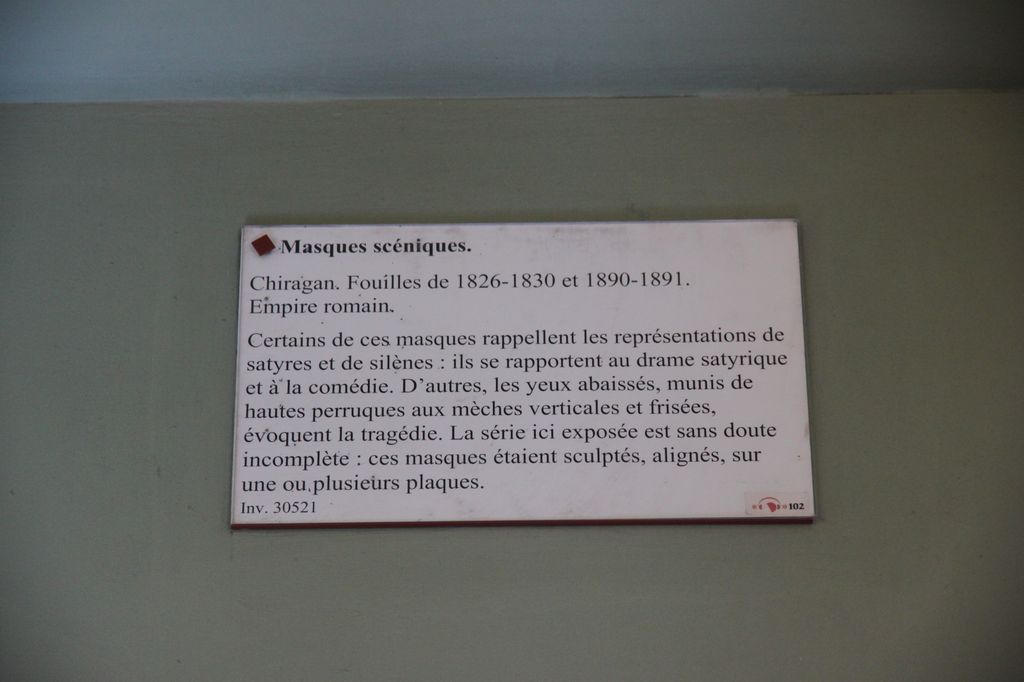 Masques scéniques.
Chiragan. Fouilles de 1826-1830 et 1890-1891.
Empire romain.
Certains de ces masques rappellent les représentations de
satyres et de silènes : ils se rapportent au drame satyrique
et à la comédie. D'autres, les yeux abaissés, munis de
hautes perruques aux mèches verticales et frisées,
évoquent la tragédie. La série ici exposée est sans doute
incomplète : ces masques étaient sculptés, alignés, sur
une ou plusieurs plaques.
Inv. 30521
102